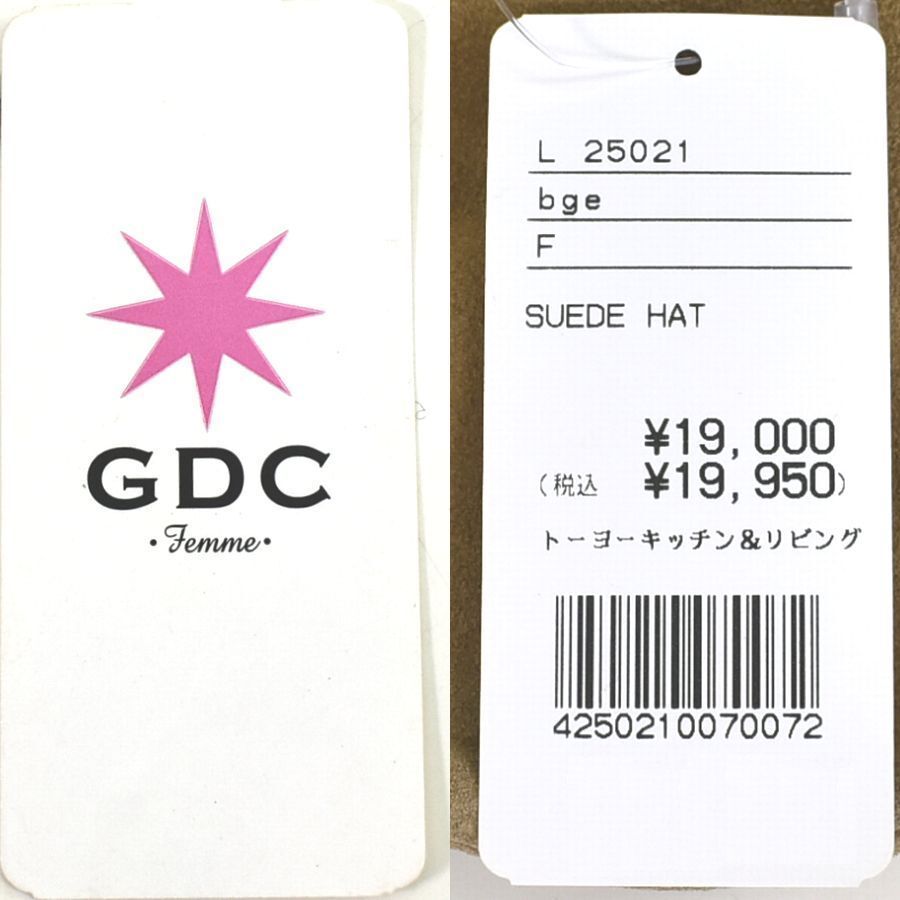 GDC
・Femme・
L 25021
bge
F
SUEDE HAT
¥19,000
(税込 ¥19,950)
トーヨーキッチン&リビング
4250210070072